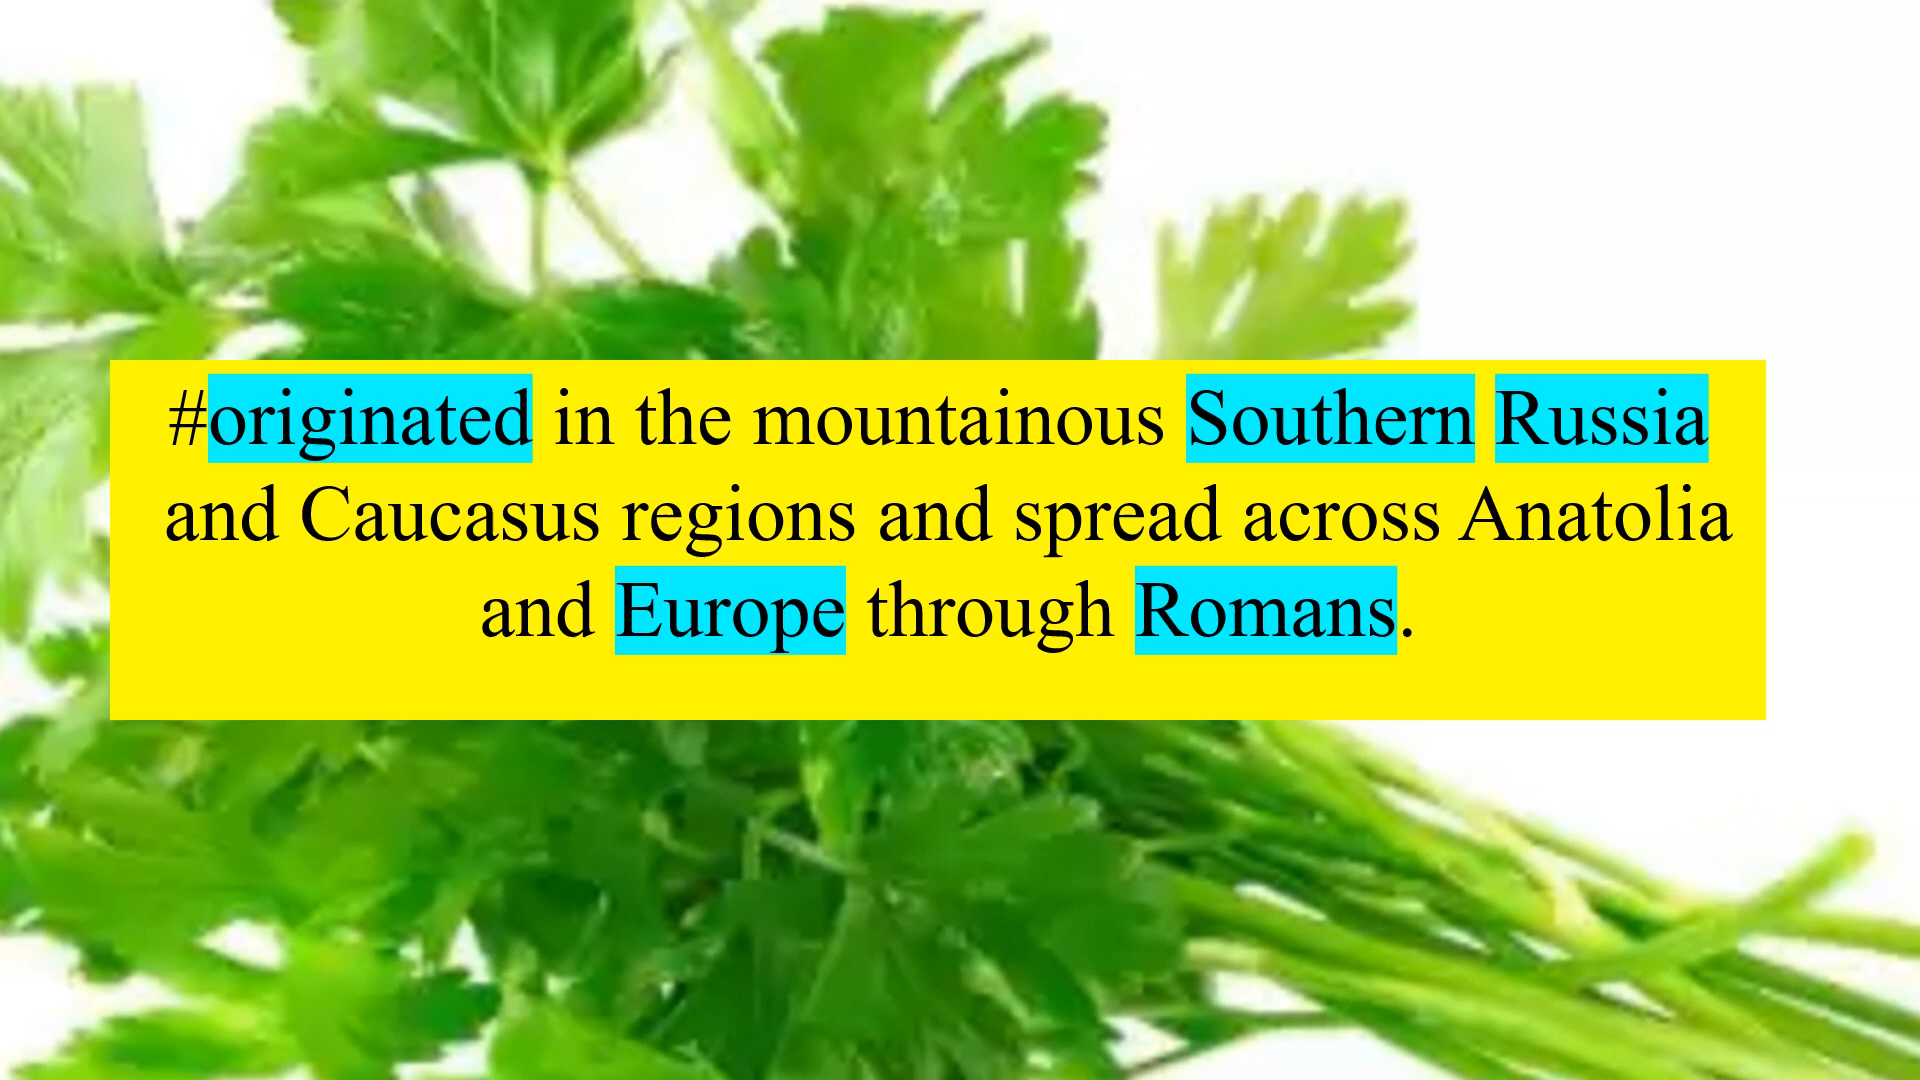 #originated in the mountainous Southern Russia
and Caucasus regions and spread across Anatolia
and Europe through Romans.